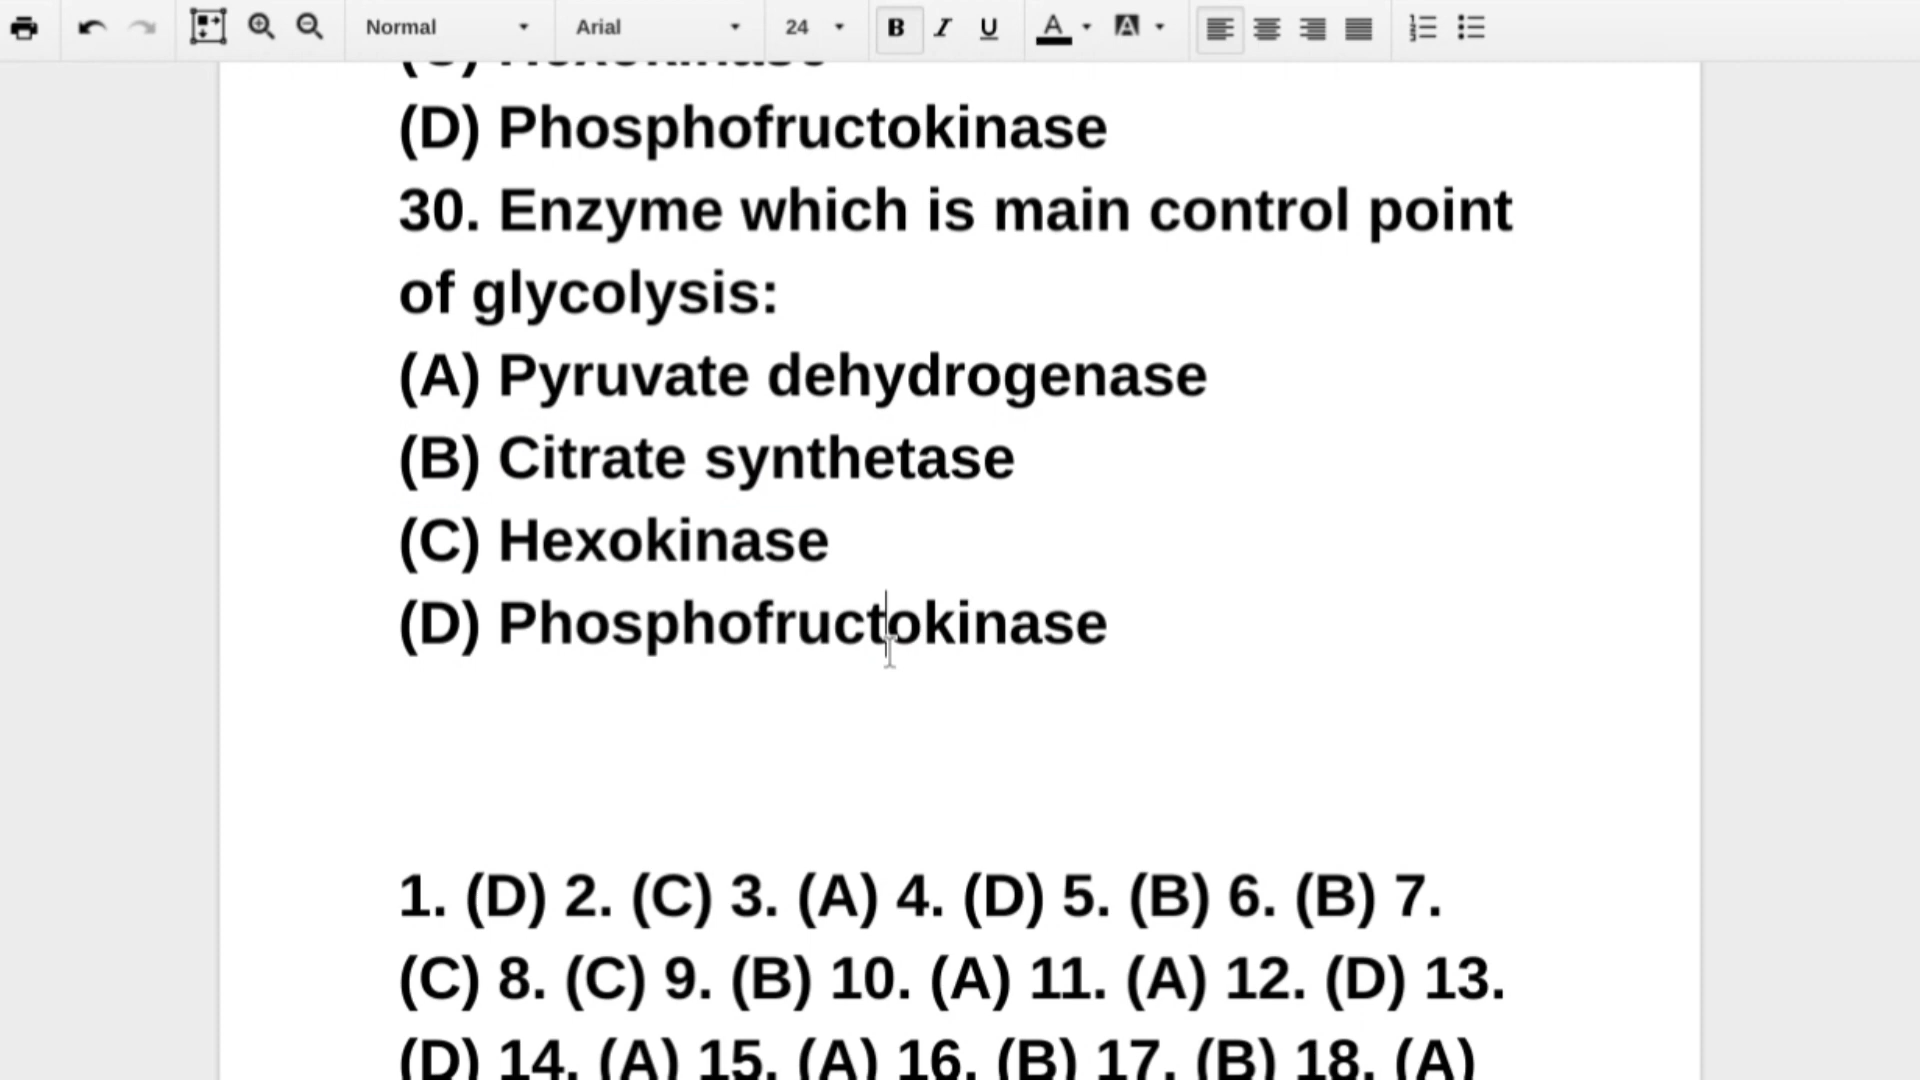 Normal Arial 24 B I U A A
(C) Hexokinase
(D) Phosphofructokinase
30. Enzyme which is main control point
of glycolysis:
(A) Pyruvate dehydrogenase
(B) Citrate synthetase
(C) Hexokinase
(D) Phosphofructokinase
1. (D) 2. (C) 3. (A) 4. (D) 5. (B) 6. (B) 7.
(C) 8. (C) 9. (B) 10. (A) 11. (A) 12. (D) 13.
(D) 14. (A) 15. (A) 16. (B) 17. (B) 18. (A)